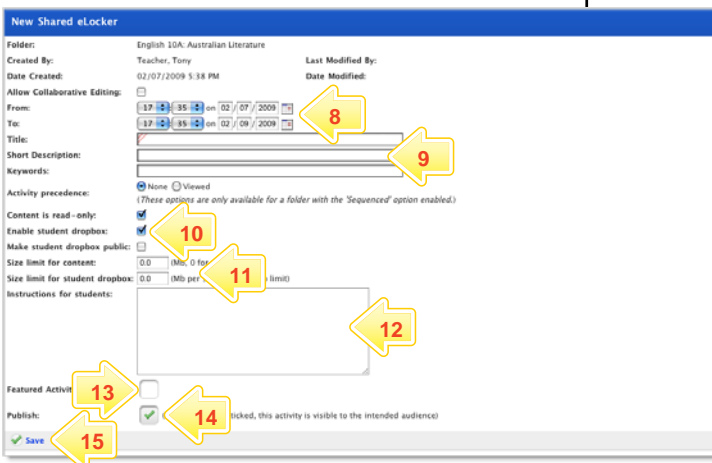 New Shared eLocker
Folder: English 10A: Australian Literature
Created By: Teacher, Tony Last Modified By:
Date Created: 02/07/2009 5:38 PM Date Modified:
Allow Collaborative Editing:
From: 17 : 35 on 02 / 07 / 2009 8
To: 17 : 35 on 02 / 09 / 2009
Title:
Short Description: 9
Keywords:
Activity precedence: None Viewed
(These options are only available for a folder with the 'Sequenced' option enabled.)
Content is read-only:
Enable student dropbox: 10
Make student dropbox public:
Size limit for content: 0.0 (Mb, 0 for
Size limit for student dropbox: 0.0 (Mb per limit) 11
Instructions for students:
12
Featured 13
Publish: ticked, this activity is visible to the intended audience) 14
Save 15